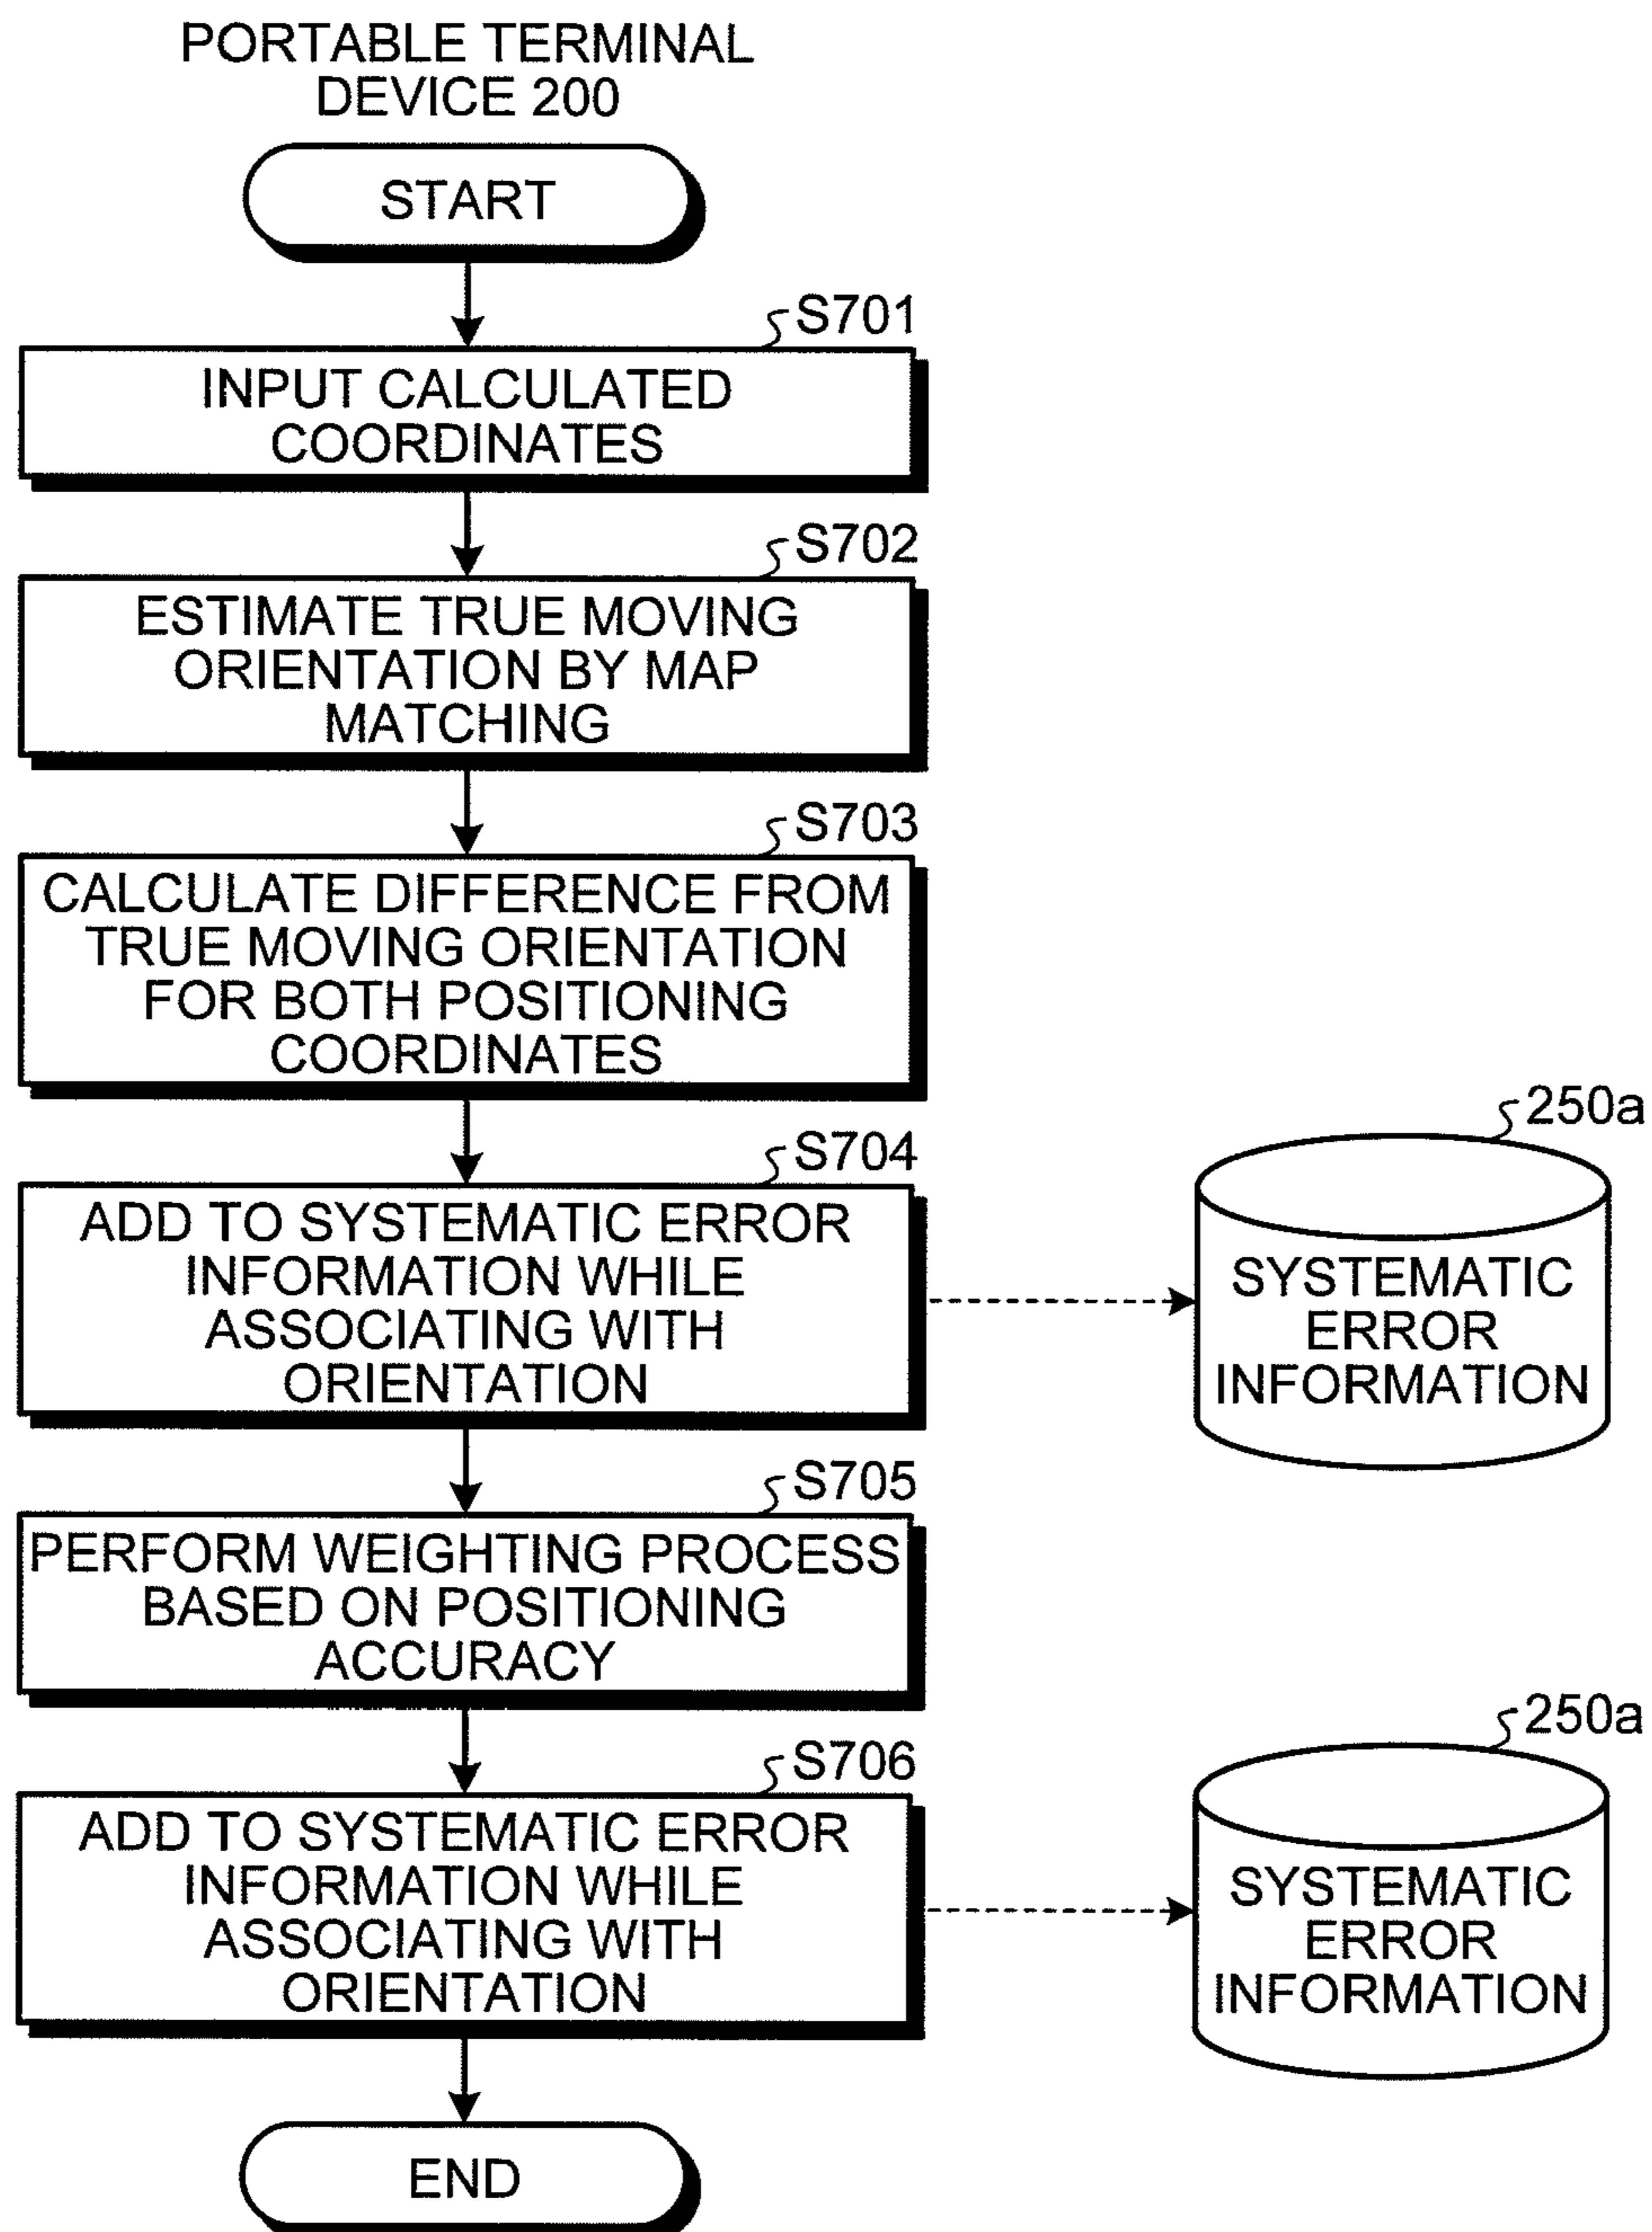 PORTABLE TERMINAL
DEVICE 200
START
S701
INPUT CALCULATED
COORDINATES
S702
ESTIMATE TRUE MOVING
ORIENTATION BY MAP
MATCHING
S703
CALCULATE DIFFERENCE FROM
TRUE MOVING ORIENTATION
FOR BOTH POSITIONING
COORDINATES
S704
ADD TO SYSTEMATIC ERROR
INFORMATION WHILE
ASSOCIATING WITH
ORIENTATION
250a
SYSTEMATIC
ERROR
INFORMATION
S705
PERFORM WEIGHTING PROCESS
BASED ON POSITIONING
ACCURACY
S706
ADD TO SYSTEMATIC ERROR
INFORMATION WHILE
ASSOCIATING WITH
ORIENTATION
250a
SYSTEMATIC
ERROR
INFORMATION
END